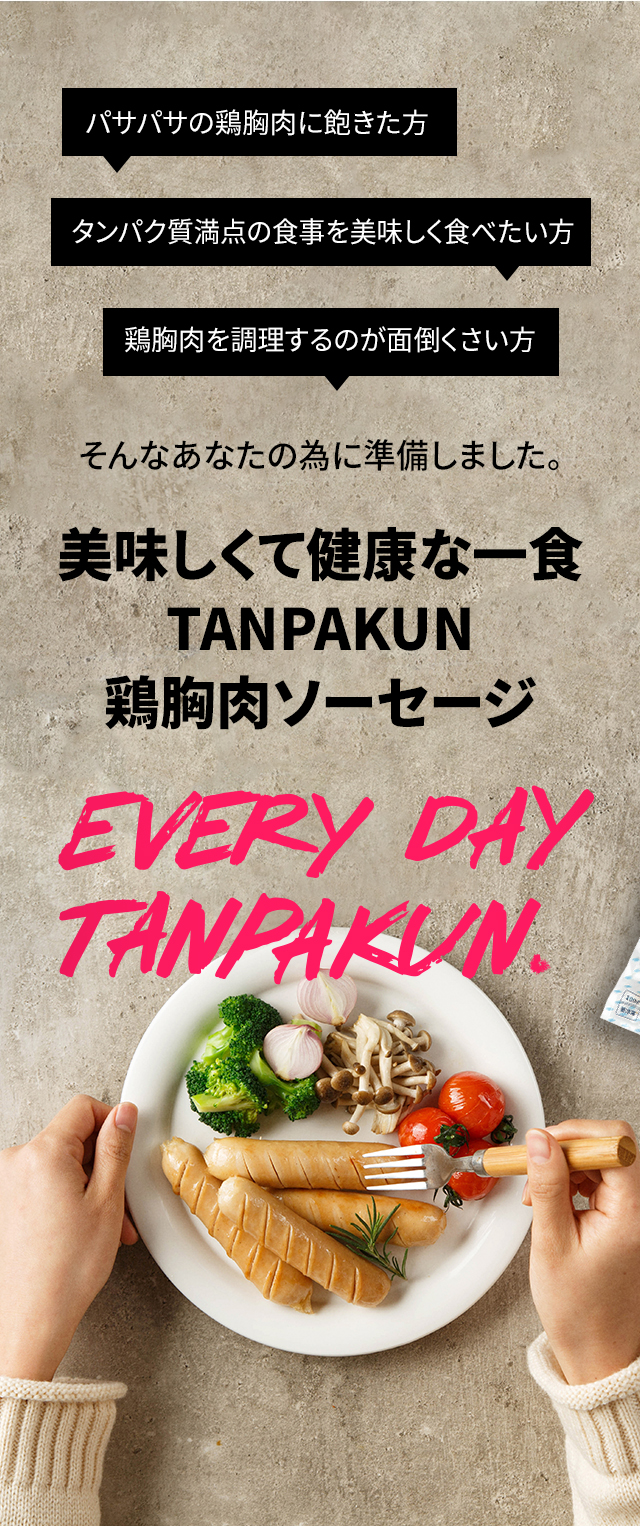 パサパサの鶏胸肉に飽きた方
タンパク質満点の食事を美味しく食べたい方
鶏胸肉を調理するのが面倒くさい方
そんなあなたの為に準備しました。
美味しくて健康な一食
TANPAKUN
鶏胸肉ソーセージ
EVERY DAY
TANPAKUN.